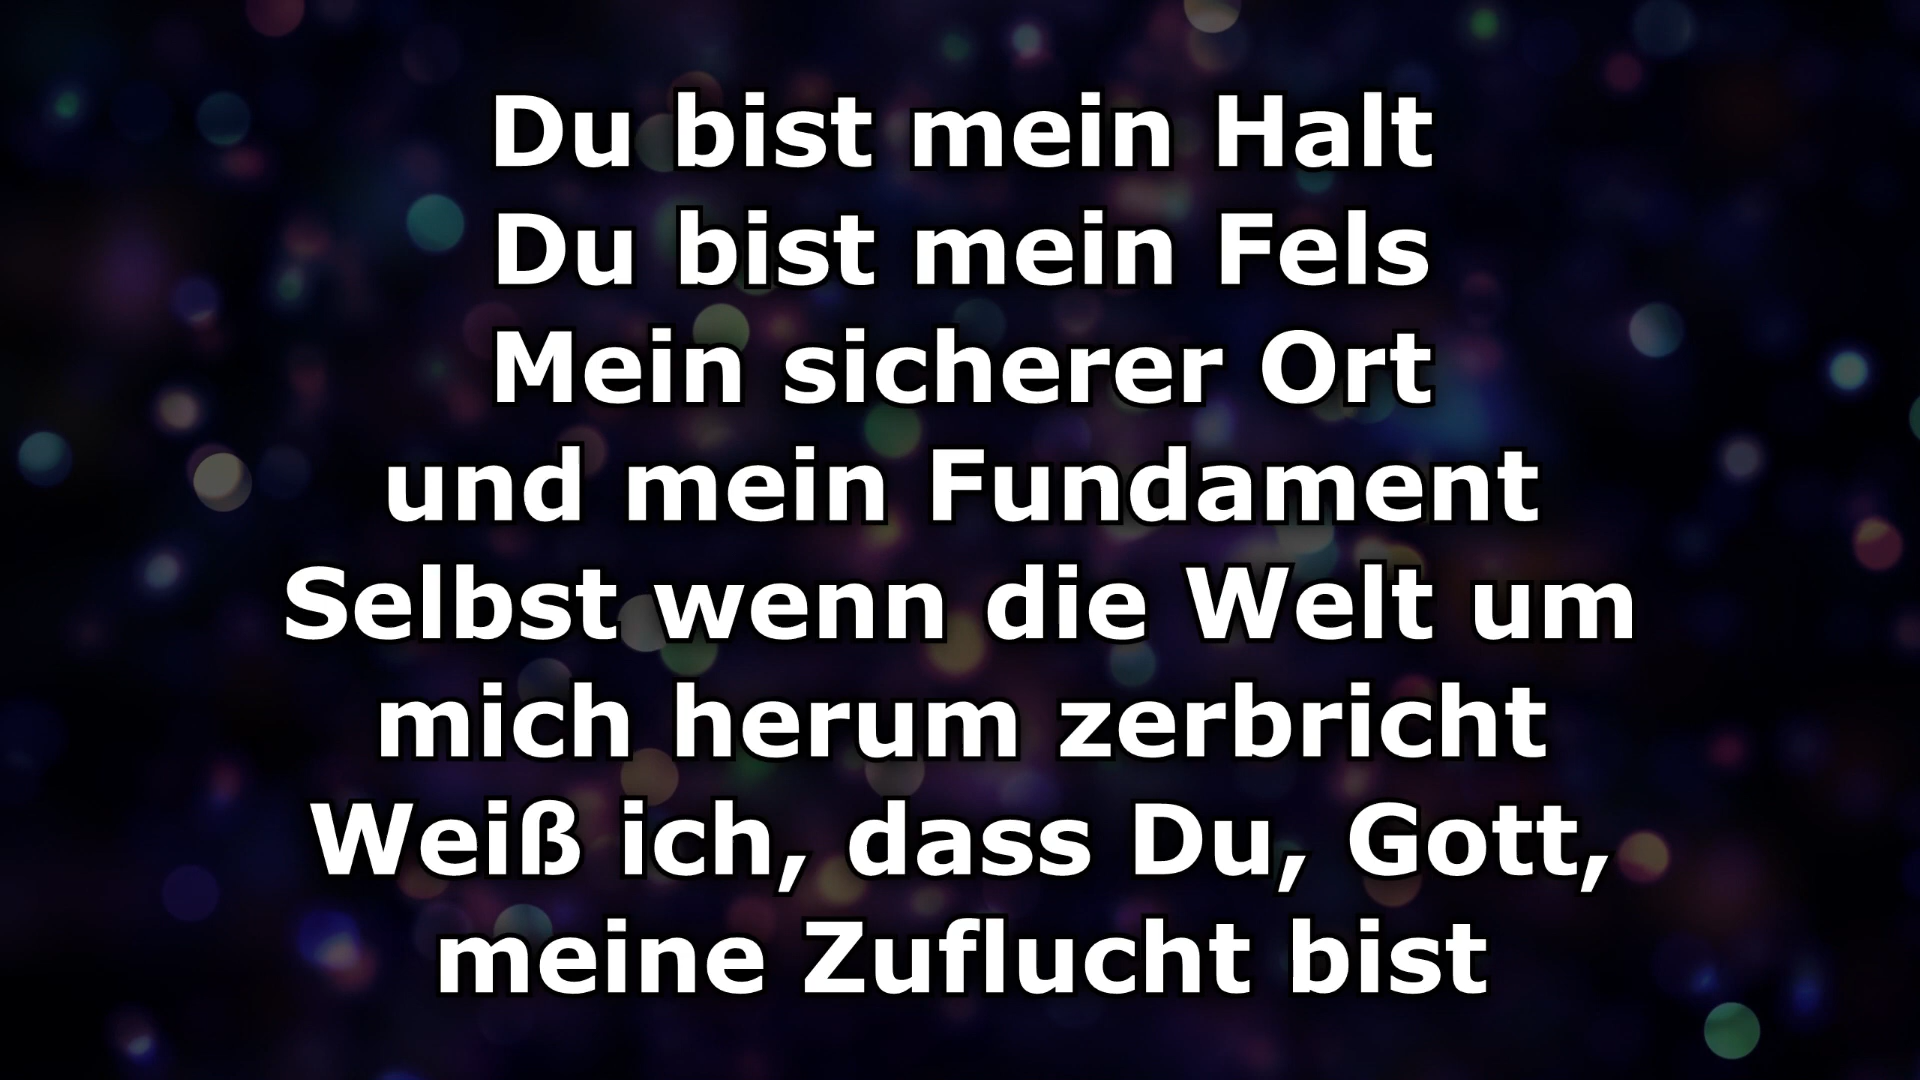 Du bist mein Halt
Du bist mein Fels
Mein sicherer Ort
und mein Fundament
Selbst wenn die Welt um
mich herum zerbricht
Weiß ich, dass Du, Gott,
meine Zuflucht bist